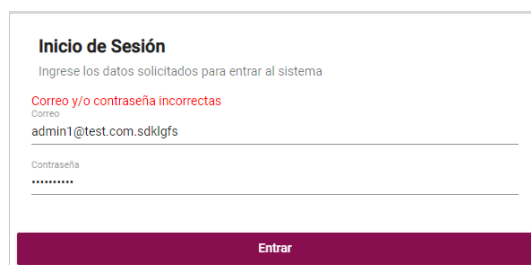 Inicio de Sesión
Ingrese los datos solicitados para entrar al sistema
Correo y/o contraseña incorrectas
Correo
admin1@test.com.sdklgfs
Contraseña
••••••••••
Entrar